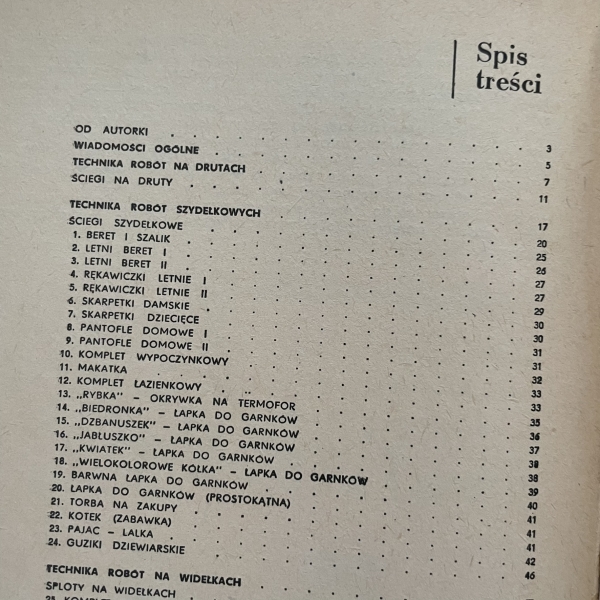 Spis
treści
OD AUTORKI . . . . . . . . . . 3
WIADOMOŚCI OGÓLNE . . . . . . . . . . 5
TECHNIKA ROBÓT NA DRUTACH . . . . . . . . . . 7
ŚCIEGI NA DRUTY . . . . . . . . . . 11
TECHNIKA ROBÓT SZYDEŁKOWYCH . . . . . . . . . . 17
ŚCIEGI SZYDEŁKOWE . . . . . . . . . . 20
1. BERET I SZALIK . . . . . . . . . . 25
2. LETNI BERET I . . . . . . . . . . 26
3. LETNI BERET II . . . . . . . . . . 27
4. RĘKAWICZKI LETNIE I . . . . . . . . . . 27
5. RĘKAWICZKI LETNIE II . . . . . . . . . . 29
6. SKARPETKI DAMSKIE . . . . . . . . . . 30
7. SKARPETKI DZIECIĘCE . . . . . . . . . . 30
8. PANTOFLE DOMOWE I . . . . . . . . . . 31
9. PANTOFLE DOMOWE II . . . . . . . . . . 31
10. KOMPLET WYPOCZYNKOWY . . . . . . . . . . 32
11. MAKATKA . . . . . . . . . . 33
12. KOMPLET ŁAZIENKOWY . . . . . . . . . . 33
13. „RYBKA" – OKRYWKA NA TERMOFOR . . . . . . . . . . 35
14. „BIEDRONKA" – ŁAPKA DO GARNKÓW . . . . . . . . . . 36
15. „DZBANUSZEK" – ŁAPKA DO GARNKÓW . . . . . . . . . . 37
16. „JABŁUSZKO" – ŁAPKA DO GARNKÓW . . . . . . . . . . 38
17. „KWIATEK" – ŁAPKA DO GARNKÓW . . . . . . . . . . 38
18. „WIELOKOLOROWE KÓŁKA" – ŁAPKA DO GARNKÓW . . . . . . . . . . 39
19. BARWNA ŁAPKA DO GARNKÓW . . . . . . . . . . 40
20. ŁAPKA DO GARNKÓW (PROSTOKĄTNA) . . . . . . . . . . 41
21. TORBA NA ZAKUPY . . . . . . . . . . 41
22. KOTEK (ZABAWKA) . . . . . . . . . . 41
23. PAJAC – LALKA . . . . . . . . . . 42
24. GUZIKI DZIEWIARSKIE . . . . . . . . . . 46
TECHNIKA ROBÓT NA WIDEŁKACH
SPLOTY NA WIDEŁKACH